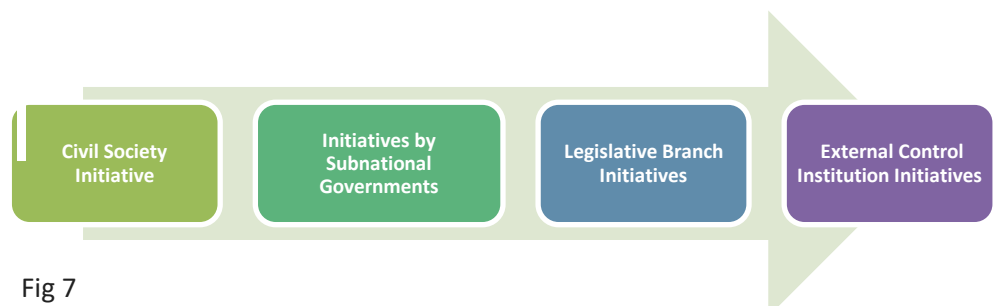 Civil Society
Initiative
Initiatives by
Subnational
Governments
Legislative Branch
Initiatives
External Control
Institution Initiatives
Fig 7